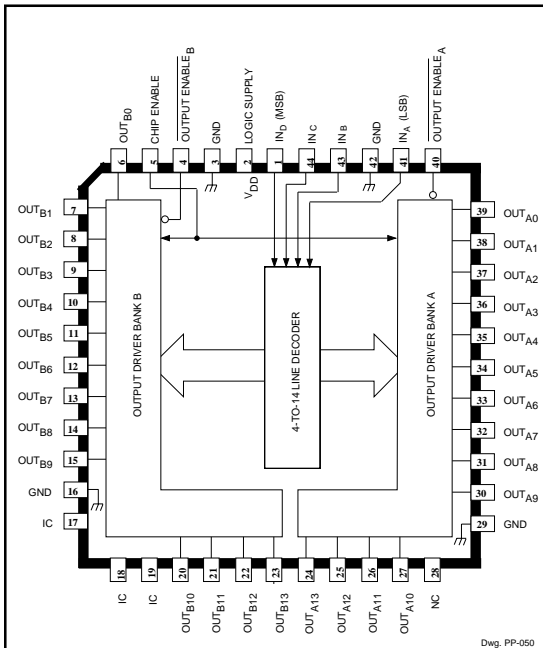 OUTB0
CHIP ENABLE
OUTPUT ENABLEB
GND
LOGIC SUPPLY
IND (MSB)
INC
INB
GND
INA (LSB)
OUTPUT ENABLEA
6
5
4
3
2
1
44
43
42
41
40
VDD
OUTB1
7
OUTB2
8
OUTB3
9
OUTB4
10
OUTB5
11
OUTB6
12
OUTB7
13
OUTB8
14
OUTB9
15
GND
16
IC
17
OUTPUT DRIVER BANK B
4-TO-14 LINE DECODER
OUTPUT DRIVER BANK A
39
OUTA0
38
OUTA1
37
OUTA2
36
OUTA3
35
OUTA4
34
OUTA5
33
OUTA6
32
OUTA7
31
OUTA8
30
OUTA9
29
GND
18
19
20
21
22
23
24
25
26
27
28
IC
IC
OUTB10
OUTB11
OUTB12
OUTB13
OUTA13
OUTA12
OUTA11
OUTA10
NC
Dwg. PP-050